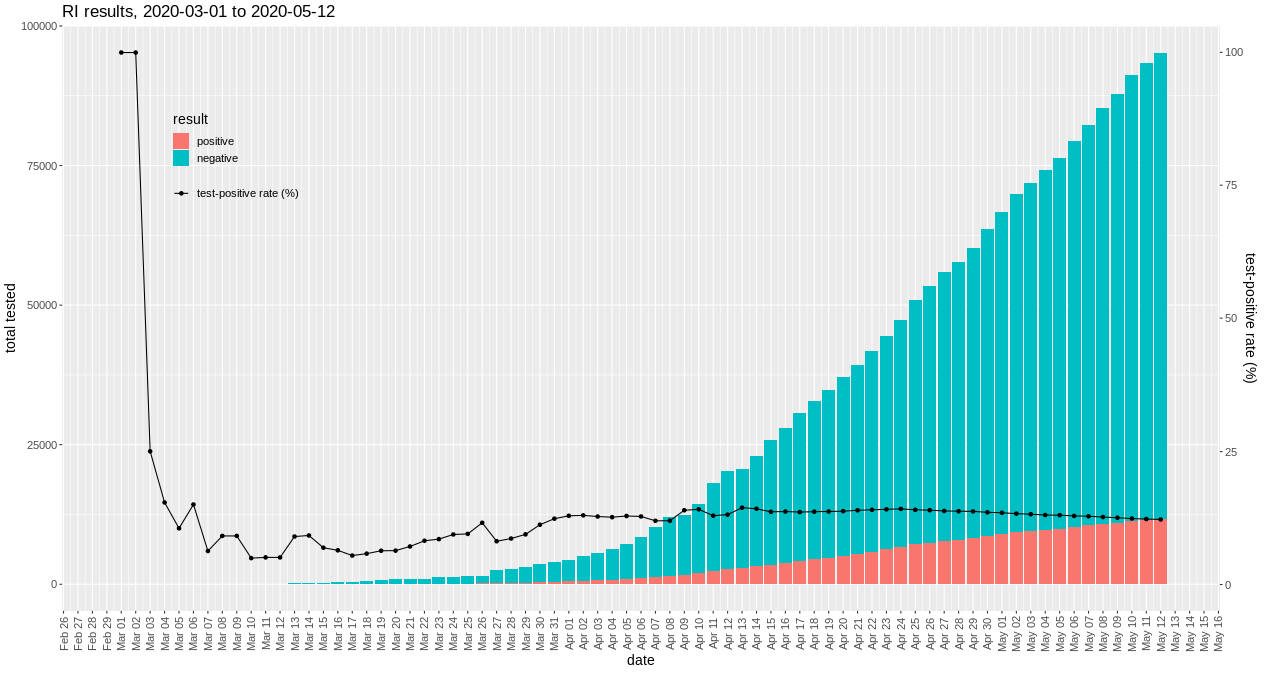 RI results, 2020-03-01 to 2020-05-12
100000
75000
50000
25000
0
total tested
result
positive
negative
test-positive rate (%)
100
75
50
25
0
test-positive rate (%)
Feb 26
Feb 27
Feb 28
Feb 29
Mar 01
Mar 02
Mar 03
Mar 04
Mar 05
Mar 06
Mar 07
Mar 08
Mar 09
Mar 10
Mar 11
Mar 12
Mar 13
Mar 14
Mar 15
Mar 16
Mar 17
Mar 18
Mar 19
Mar 20
Mar 21
Mar 22
Mar 23
Mar 24
Mar 25
Mar 26
Mar 27
Mar 28
Mar 29
Mar 30
Mar 31
Apr 01
Apr 02
Apr 03
Apr 04
Apr 05
Apr 06
Apr 07
Apr 08
Apr 09
Apr 10
Apr 11
Apr 12
Apr 13
Apr 14
Apr 15
Apr 16
Apr 17
Apr 18
Apr 19
Apr 20
Apr 21
Apr 22
Apr 23
Apr 24
Apr 25
Apr 26
Apr 27
Apr 28
Apr 29
Apr 30
May 01
May 02
May 03
May 04
May 05
May 06
May 07
May 08
May 09
May 10
May 11
May 12
May 13
May 14
May 15
May 16
date